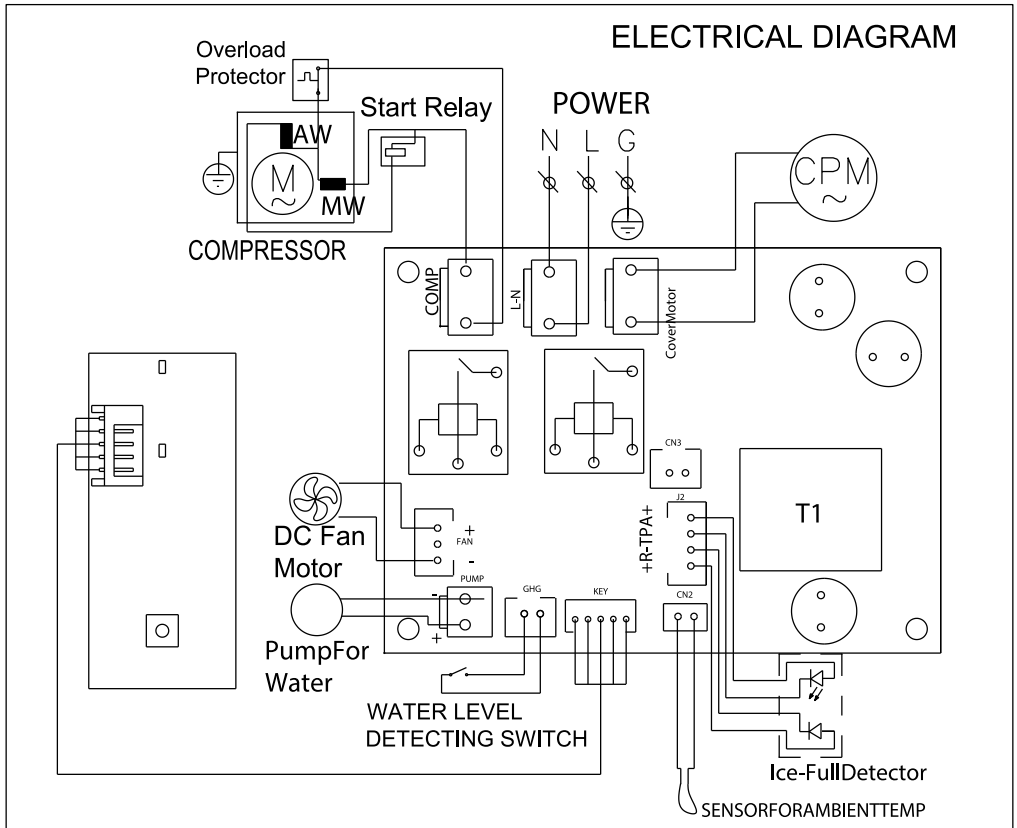 ELECTRICAL DIAGRAM
Overload
Protector
Start Relay
POWER
N L G
AW
M
~
MW
CPM
~
COMPRESSOR
COMP
L-N
CoverMotor
CN3
J2
T1
+R-TPA+
DC Fan
Motor
+
FAN
-
PUMP
-
+
GHG
KEY
CN2
PumpFor
Water
WATER LEVEL
DETECTING SWITCH
Ice-FullDetector
SENSORFORAMBIENTTEMP